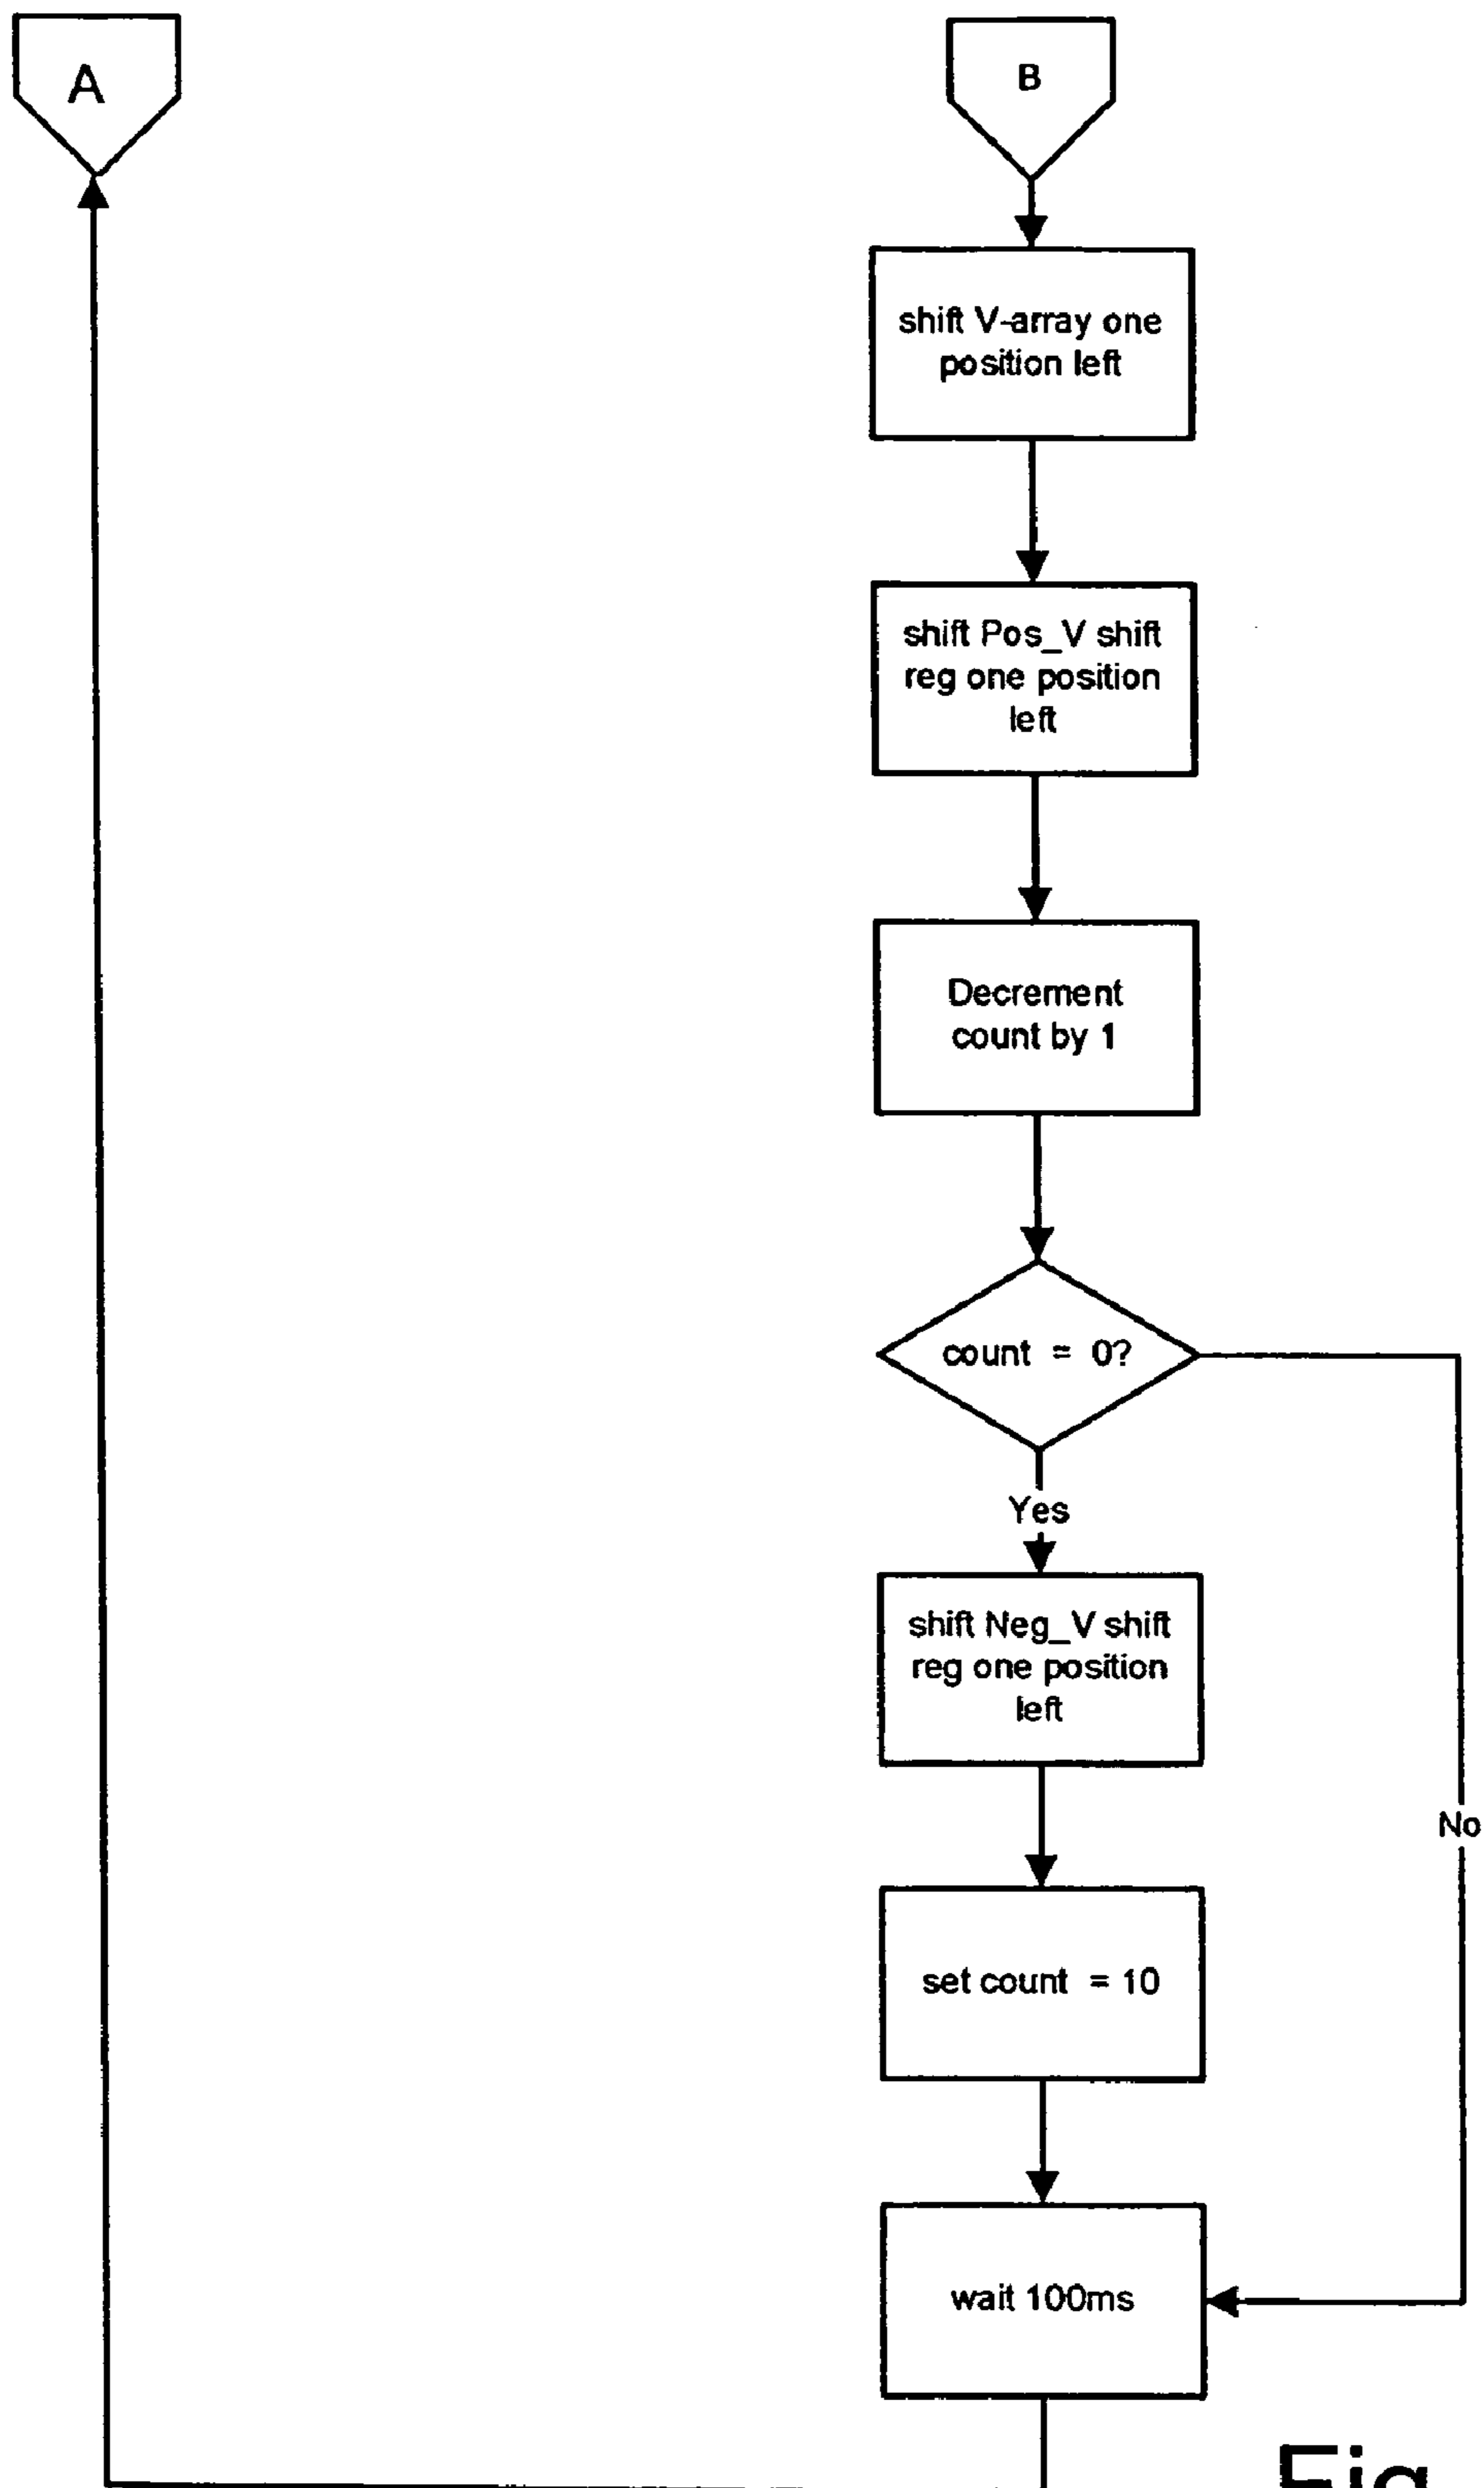 A
B
shift V-array one
position left
shift Pos_V shift
reg one position
left
Decrement
count by 1
count = 0?
Yes
shift Neg_V shift
reg one position
left
No
set count = 10
wait 100ms
Fig